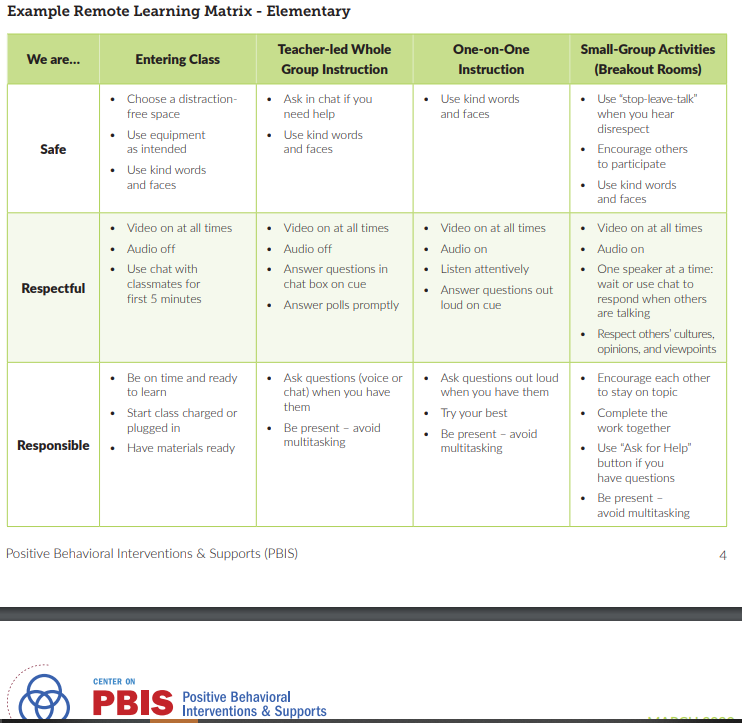 Example Remote Learning Matrix - Elementary
We are...
Entering Class
Teacher-led Whole
Group Instruction
One-on-One
Instruction
Small-Group Activities
(Breakout Rooms)
Safe
• Choose a distraction-
free space
• Use equipment
as intended
• Use kind words
and faces
• Ask in chat if you
need help
• Use kind words
and faces
• Use kind words
and faces
• Use “stop-leave-talk”
when you hear
disrespect
• Encourage others
to participate
• Use kind words
and faces
Respectful
• Video on at all times
• Audio off
• Use chat with
classmates for
first 5 minutes
• Video on at all times
• Audio off
• Answer questions in
chat box on cue
• Answer polls promptly
• Video on at all times
• Audio on
• Listen attentively
• Answer questions out
loud on cue
• Video on at all times
• Audio on
• One speaker at a time:
wait or use chat to
respond when others
are talking
• Respect others’ cultures,
opinions, and viewpoints
Responsible
• Be on time and ready
to learn
• Start class charged or
plugged in
• Have materials ready
• Ask questions (voice or
chat) when you have
them
• Be present – avoid
multitasking
• Ask questions out loud
when you have them
• Try your best
• Be present – avoid
multitasking
• Encourage each other
to stay on topic
• Complete the
work together
• Use “Ask for Help”
button if you
have questions
• Be present –
avoid multitasking
Positive Behavioral Interventions & Supports (PBIS)
4
CENTER ON
PBIS
Positive Behavioral
Interventions & Supports